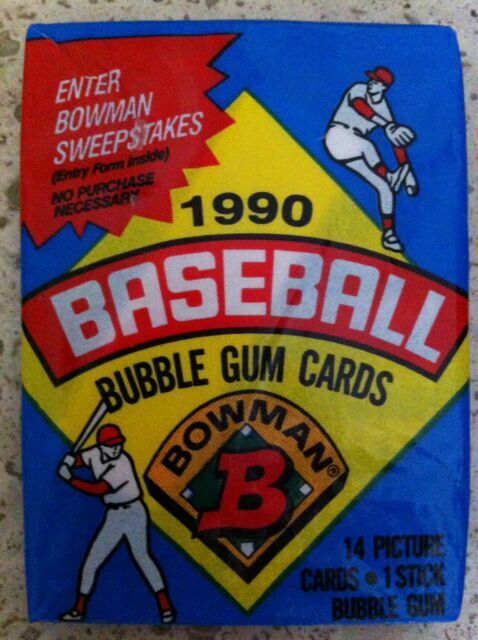 ENTER
BOWMAN
SWEEPSTAKES
(Entry Form Inside)
NO PURCHASE
NECESSARY
1990
BASEBALL
BUBBLE GUM CARDS
BOWMAN®
B
14 PICTURE
CARDS • 1 STICK
BUBBLE GUM